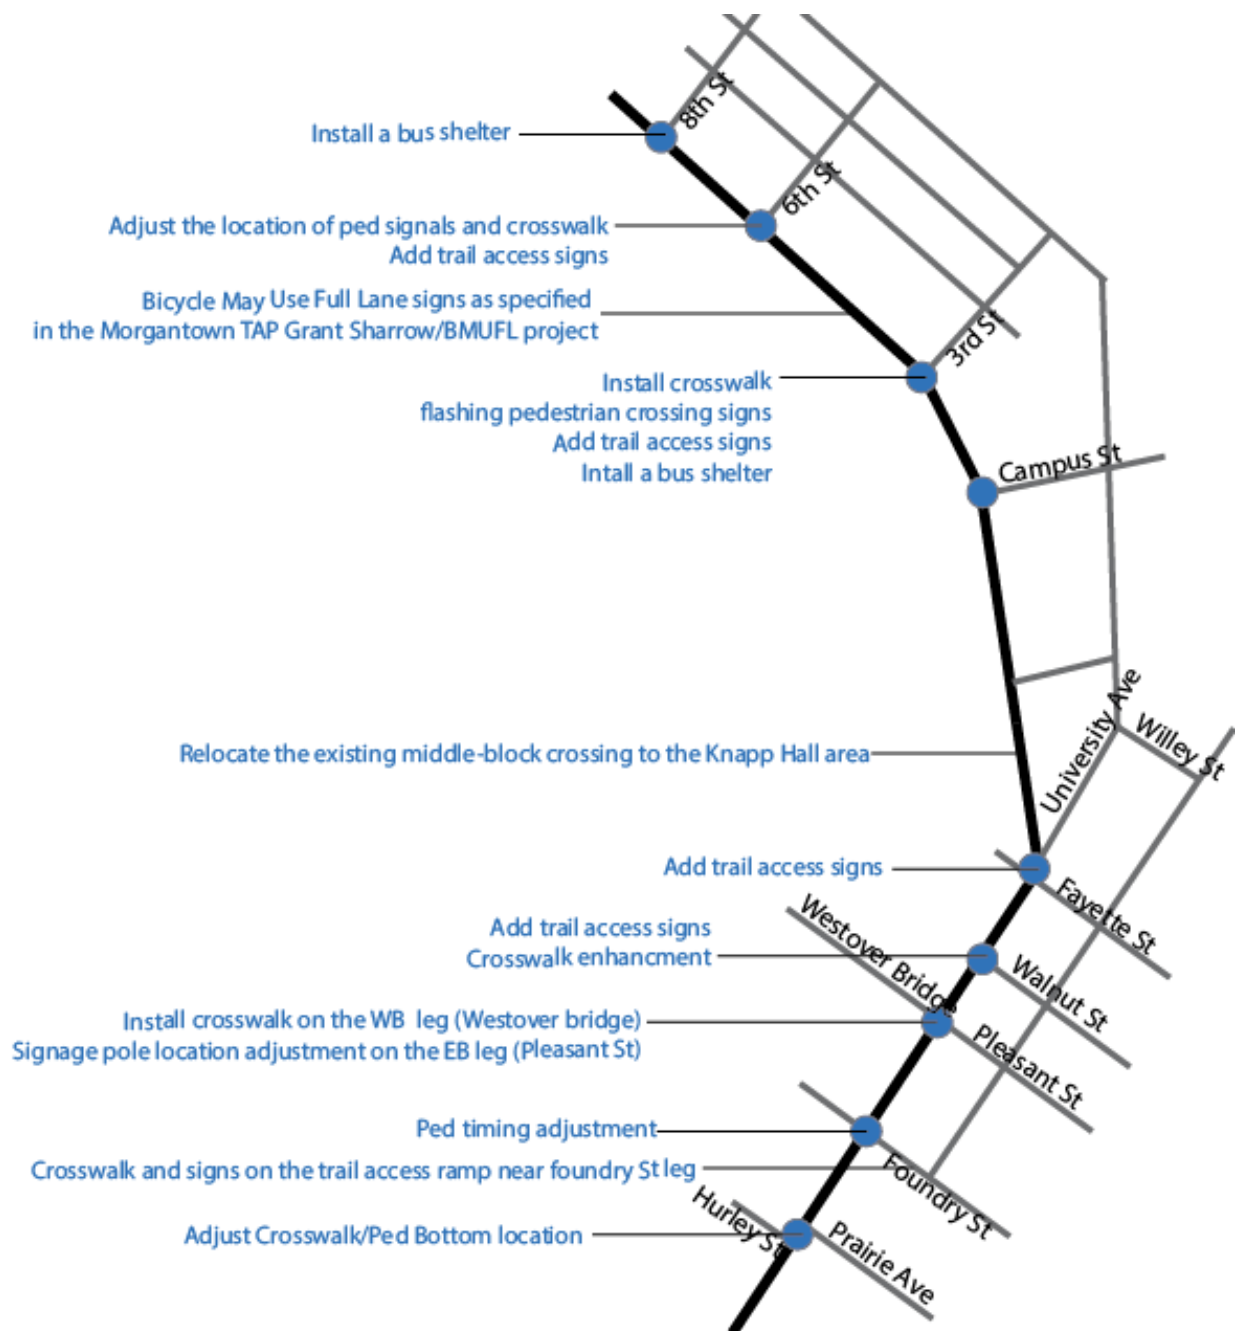 8th St
Install a bus shelter
6th St
Adjust the location of ped signals and crosswalk
Add trail access signs
Bicycle May Use Full Lane signs as specified
in the Morgantown TAP Grant Sharrow/BMUFL project
3rd St
Install crosswalk
flashing pedestrian crossing signs
Add trail access signs
Intall a bus shelter
Campus St
University Ave
Willey St
Relocate the existing middle-block crossing to the Knapp Hall area
Add trail access signs
Fayette St
Westover Bridge
Add trail access signs
Crosswalk enhancment
Walnut St
Install crosswalk on the WB leg (Westover bridge)
Signage pole location adjustment on the EB leg (Pleasant St)
Pleasant St
Ped timing adjustment
Crosswalk and signs on the trail access ramp near foundry St leg
Foundry St
Hurley St
Adjust Crosswalk/Ped Bottom location
Prairie Ave